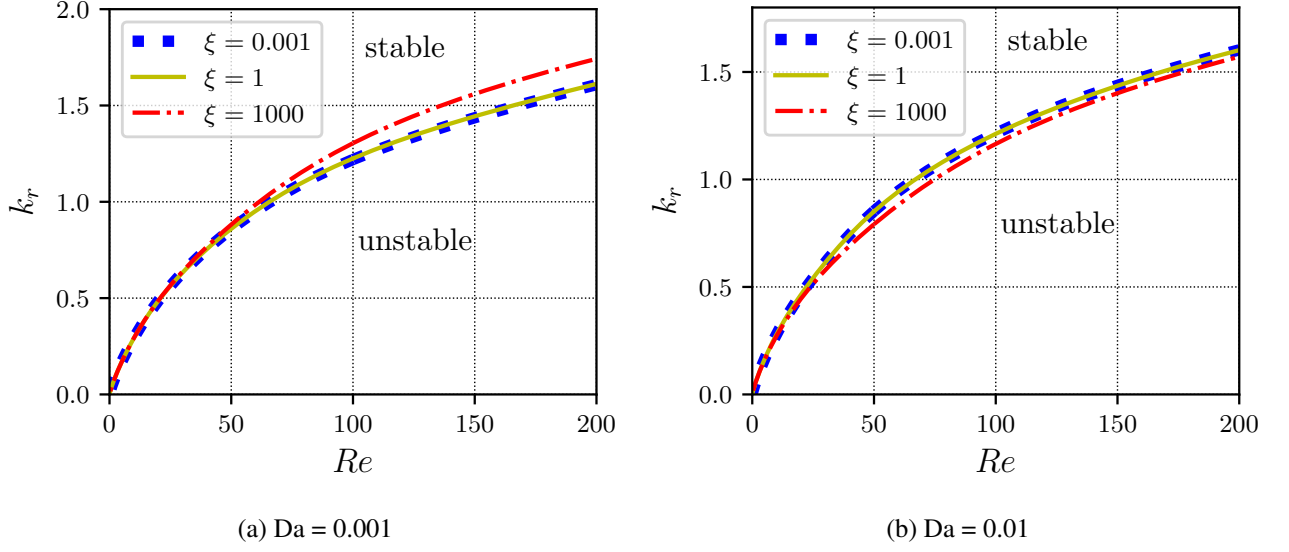 2.0
1.5
1.0
0.5
0.0
k_r
ξ = 0.001
ξ = 1
ξ = 1000
stable
unstable
0
50
100
150
200
Re
(a) Da = 0.001
1.5
1.0
0.5
0.0
k_r
ξ = 0.001
ξ = 1
ξ = 1000
stable
unstable
0
50
100
150
200
Re
(b) Da = 0.01